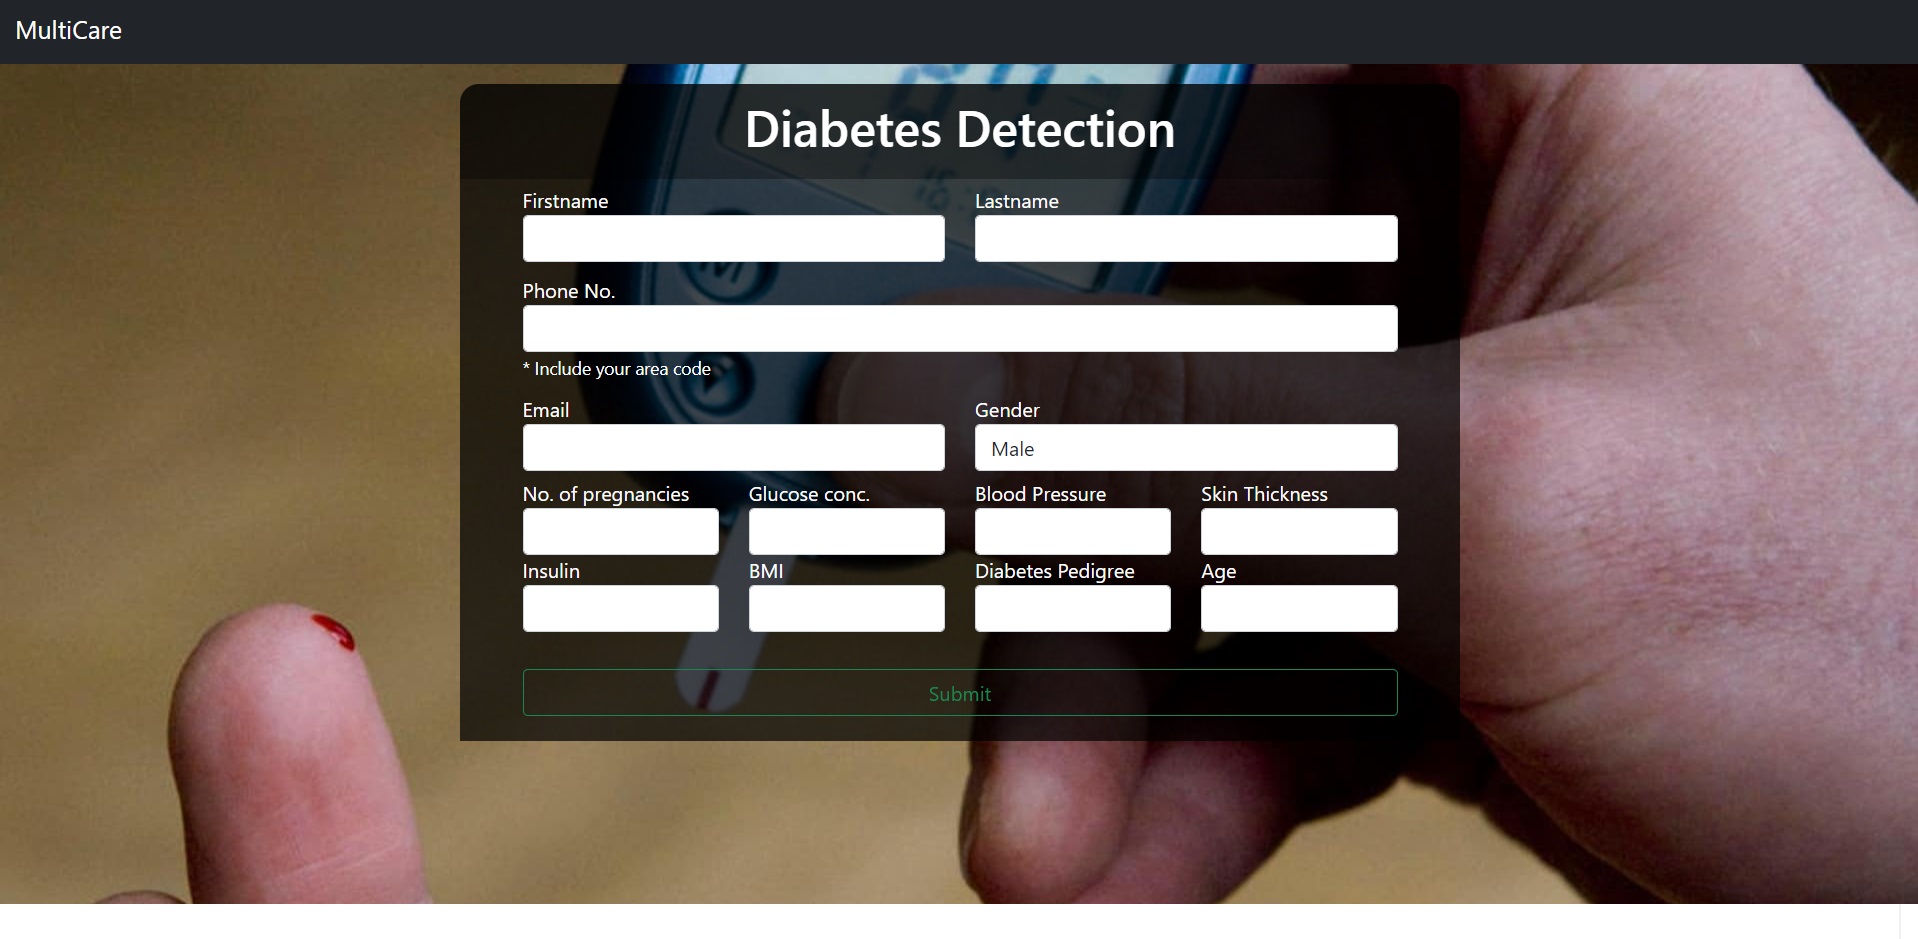 MultiCare
Diabetes Detection
Firstname Lastname
Phone No.
* Include your area code
Email Gender
Male
No. of pregnancies Glucose conc. Blood Pressure Skin Thickness
Insulin BMI Diabetes Pedigree Age
Submit